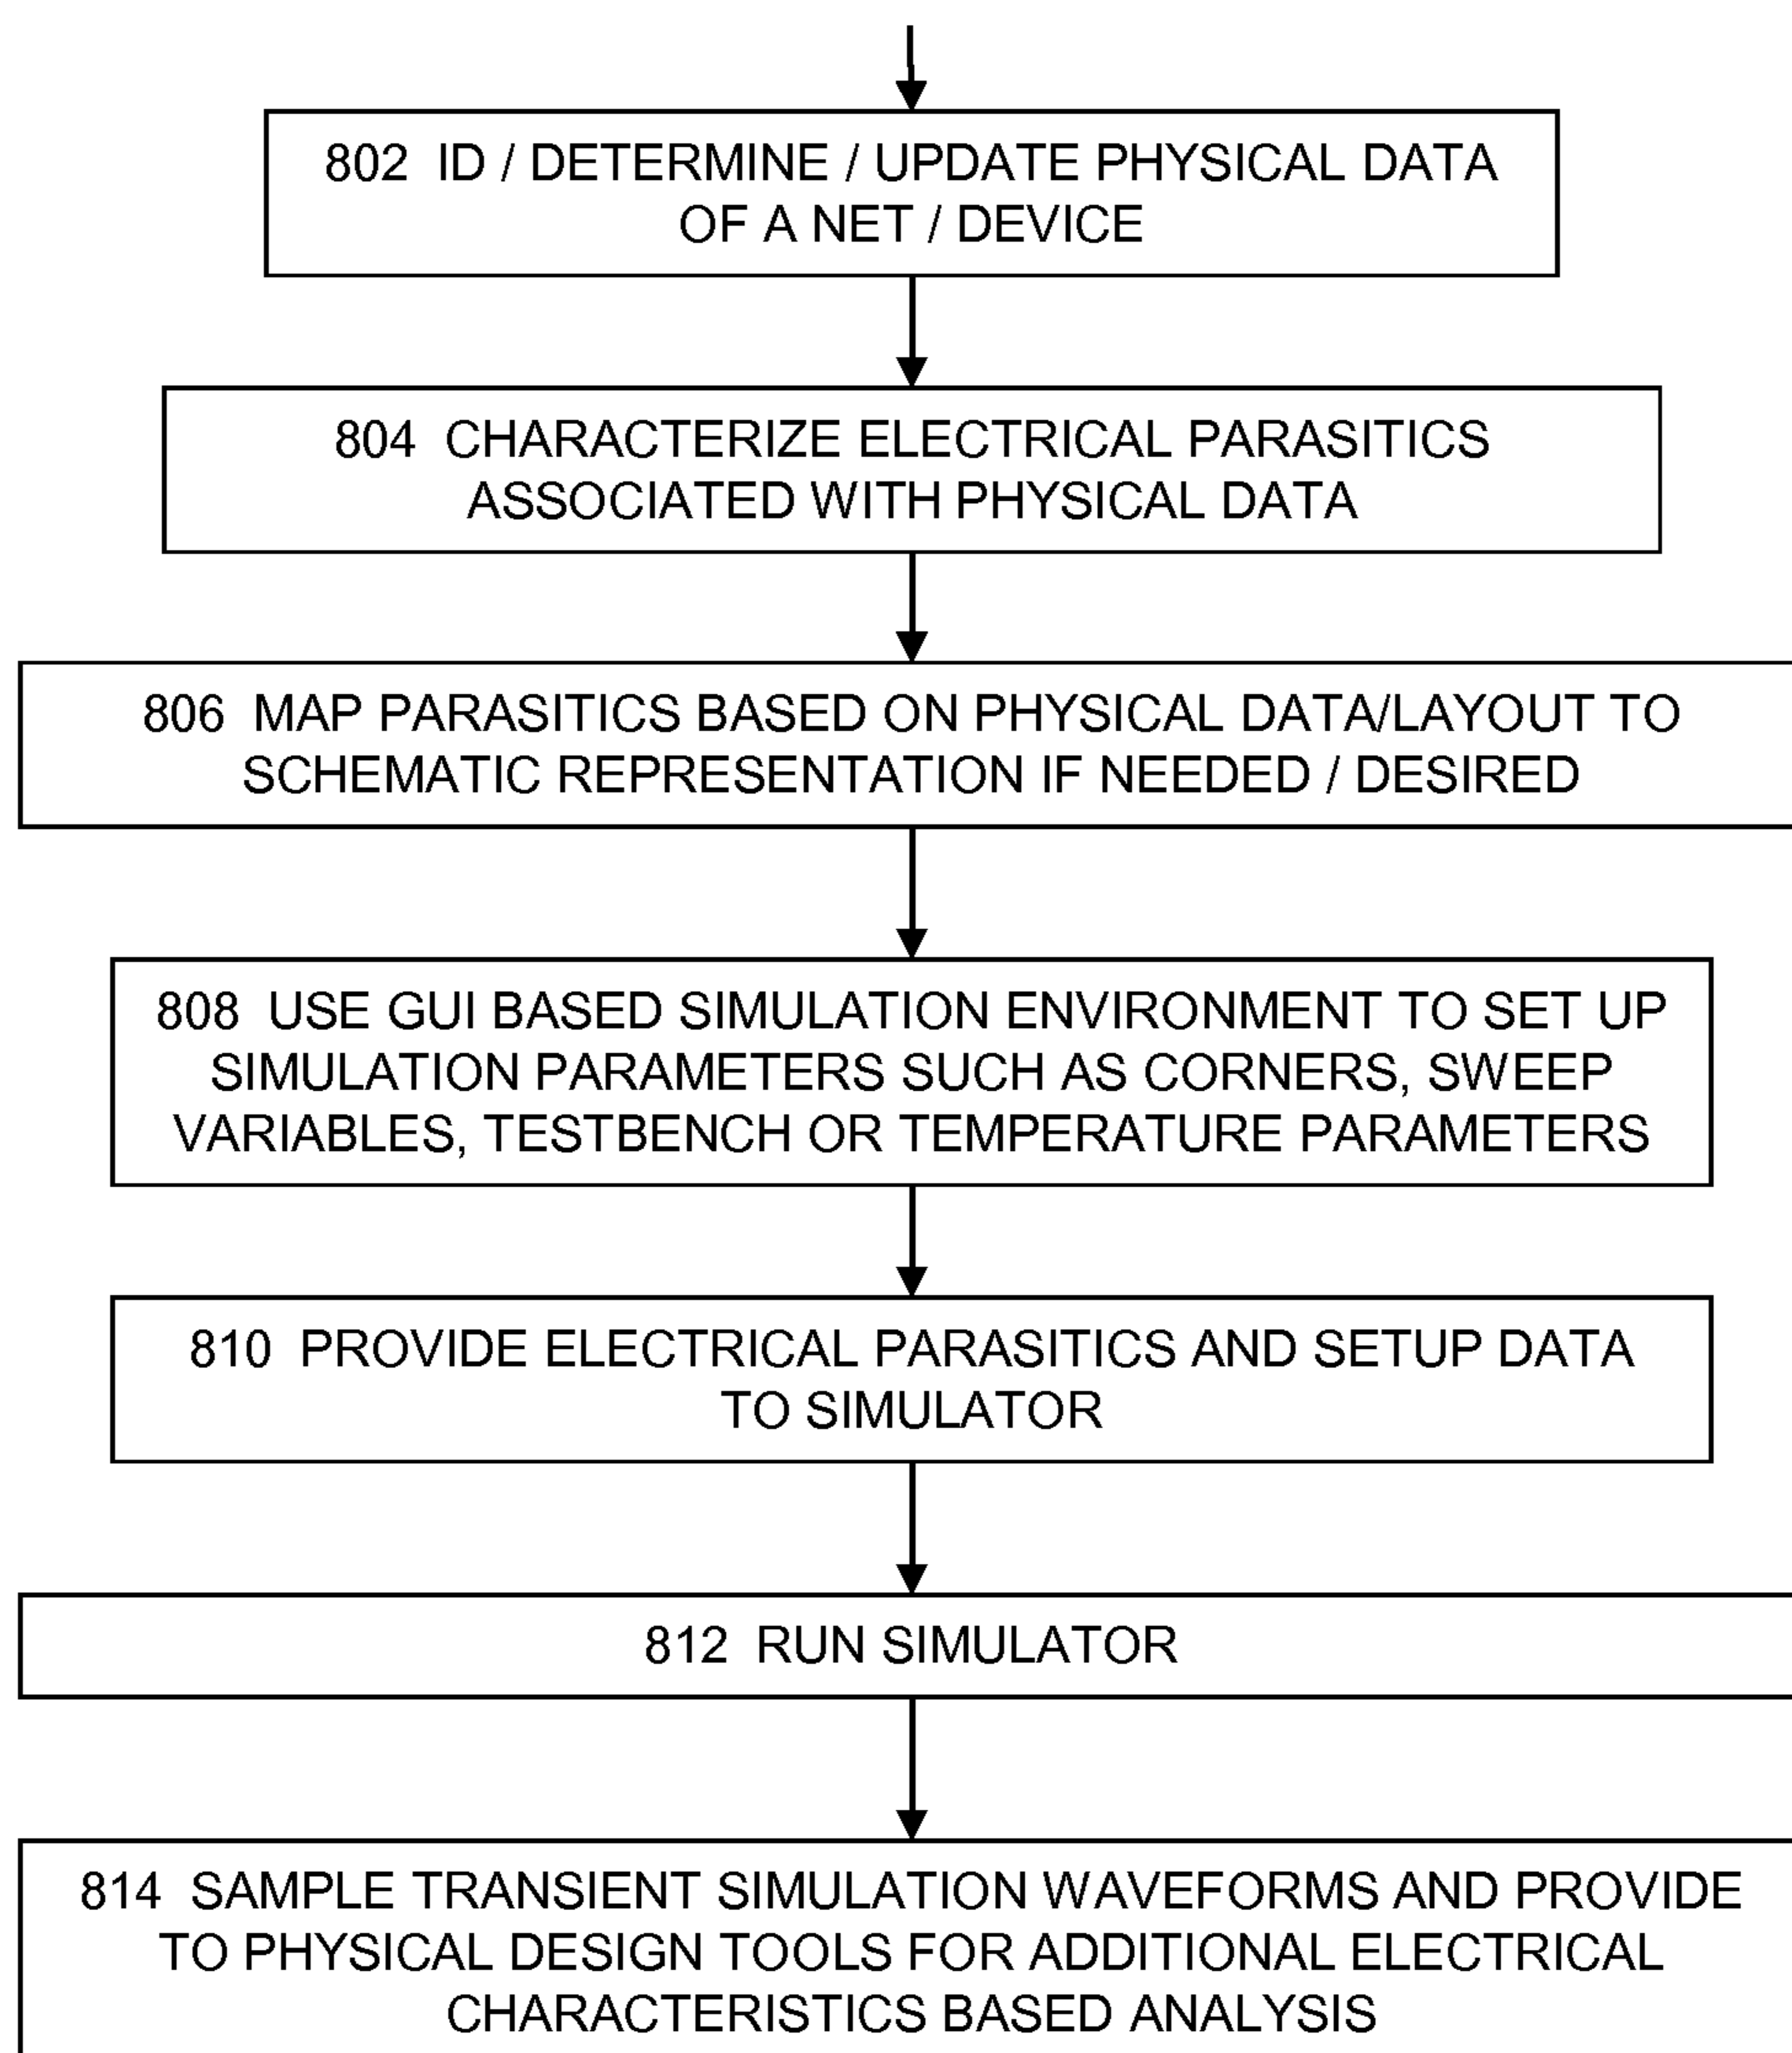 802 ID / DETERMINE / UPDATE PHYSICAL DATA
OF A NET / DEVICE
804 CHARACTERIZE ELECTRICAL PARASITICS
ASSOCIATED WITH PHYSICAL DATA
806 MAP PARASITICS BASED ON PHYSICAL DATA/LAYOUT TO
SCHEMATIC REPRESENTATION IF NEEDED / DESIRED
808 USE GUI BASED SIMULATION ENVIRONMENT TO SET UP
SIMULATION PARAMETERS SUCH AS CORNERS, SWEEP
VARIABLES, TESTBENCH OR TEMPERATURE PARAMETERS
810 PROVIDE ELECTRICAL PARASITICS AND SETUP DATA
TO SIMULATOR
812 RUN SIMULATOR
814 SAMPLE TRANSIENT SIMULATION WAVEFORMS AND PROVIDE
TO PHYSICAL DESIGN TOOLS FOR ADDITIONAL ELECTRICAL
CHARACTERISTICS BASED ANALYSIS